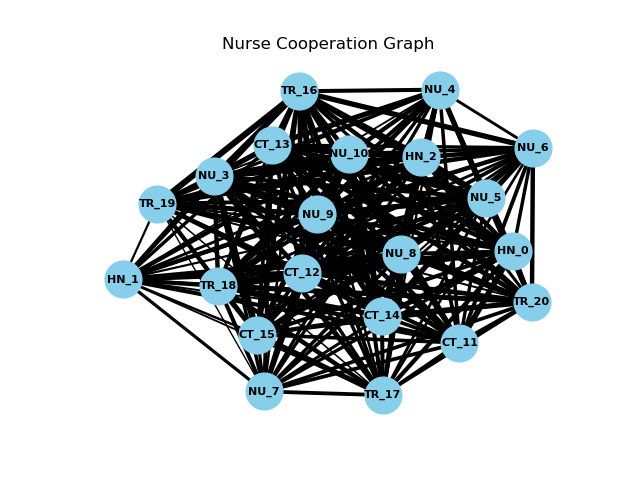 Nurse Cooperation Graph
TR_16
NU_4
CT_13
NU_10
HN_2
NU_6
NU_3
TR_19
NU_5
NU_9
HN_0
NU_8
HN_1
TR_18
CT_12
TR_20
CT_14
CT_15
CT_11
NU_7
TR_17